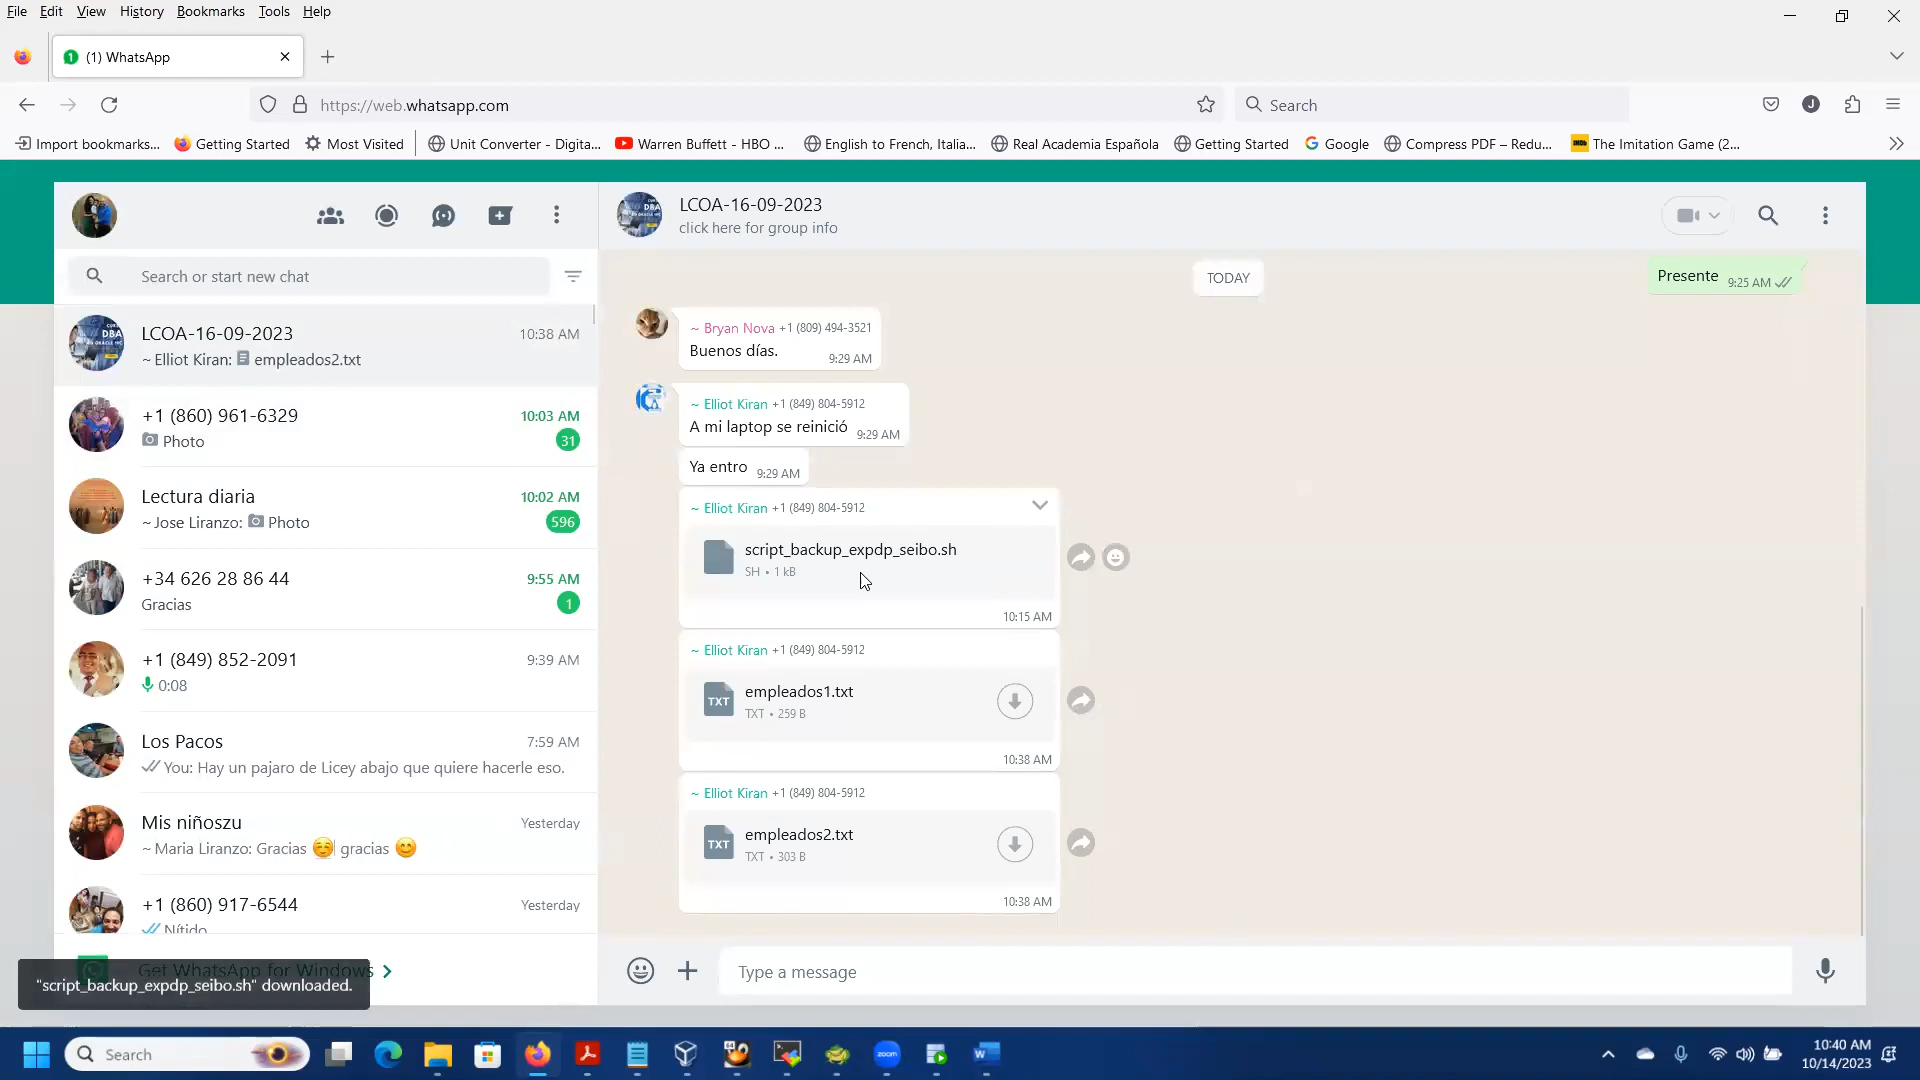 File Edit View History Bookmarks Tools Help
(1) WhatsApp
https://web.whatsapp.com
Search
Import bookmarks...
Getting Started
Most Visited
Unit Converter - Digita...
Warren Buffett - HBO ...
English to French, Italia...
Real Academia Española
Getting Started
Google
Compress PDF – Redu...
The Imitation Game (2...
Search or start new chat
LCOA-16-09-2023
10:38 AM
~ Elliot Kiran: empleados2.txt
+1 (860) 961-6329
10:03 AM
Photo
31
Lectura diaria
10:02 AM
~ Jose Liranzo: Photo
596
+34 626 28 86 44
9:55 AM
Gracias
1
+1 (849) 852-2091
9:39 AM
0:08
Los Pacos
7:59 AM
You: Hay un pajaro de Licey abajo que quiere hacerle eso.
Mis niñoszu
Yesterday
~ Maria Liranzo: Gracias 🥰 gracias 😊
+1 (860) 917-6544
Yesterday
Nítido
Get WhatsApp for Windows
"script_backup_expdp_seibo.sh" downloaded.
LCOA-16-09-2023
click here for group info
Presente 9:25 AM
TODAY
~ Bryan Nova +1 (809) 494-3521
Buenos días.
9:29 AM
~ Elliot Kiran +1 (849) 804-5912
A mi laptop se reinició
9:29 AM
Ya entro
9:29 AM
~ Elliot Kiran +1 (849) 804-5912
script_backup_expdp_seibo.sh
SH • 1 kB
10:15 AM
~ Elliot Kiran +1 (849) 804-5912
empleados1.txt
TXT
TXT • 259 B
10:38 AM
~ Elliot Kiran +1 (849) 804-5912
empleados2.txt
TXT
TXT • 303 B
10:38 AM
Type a message
Search
zoom
10:40 AM
10/14/2023